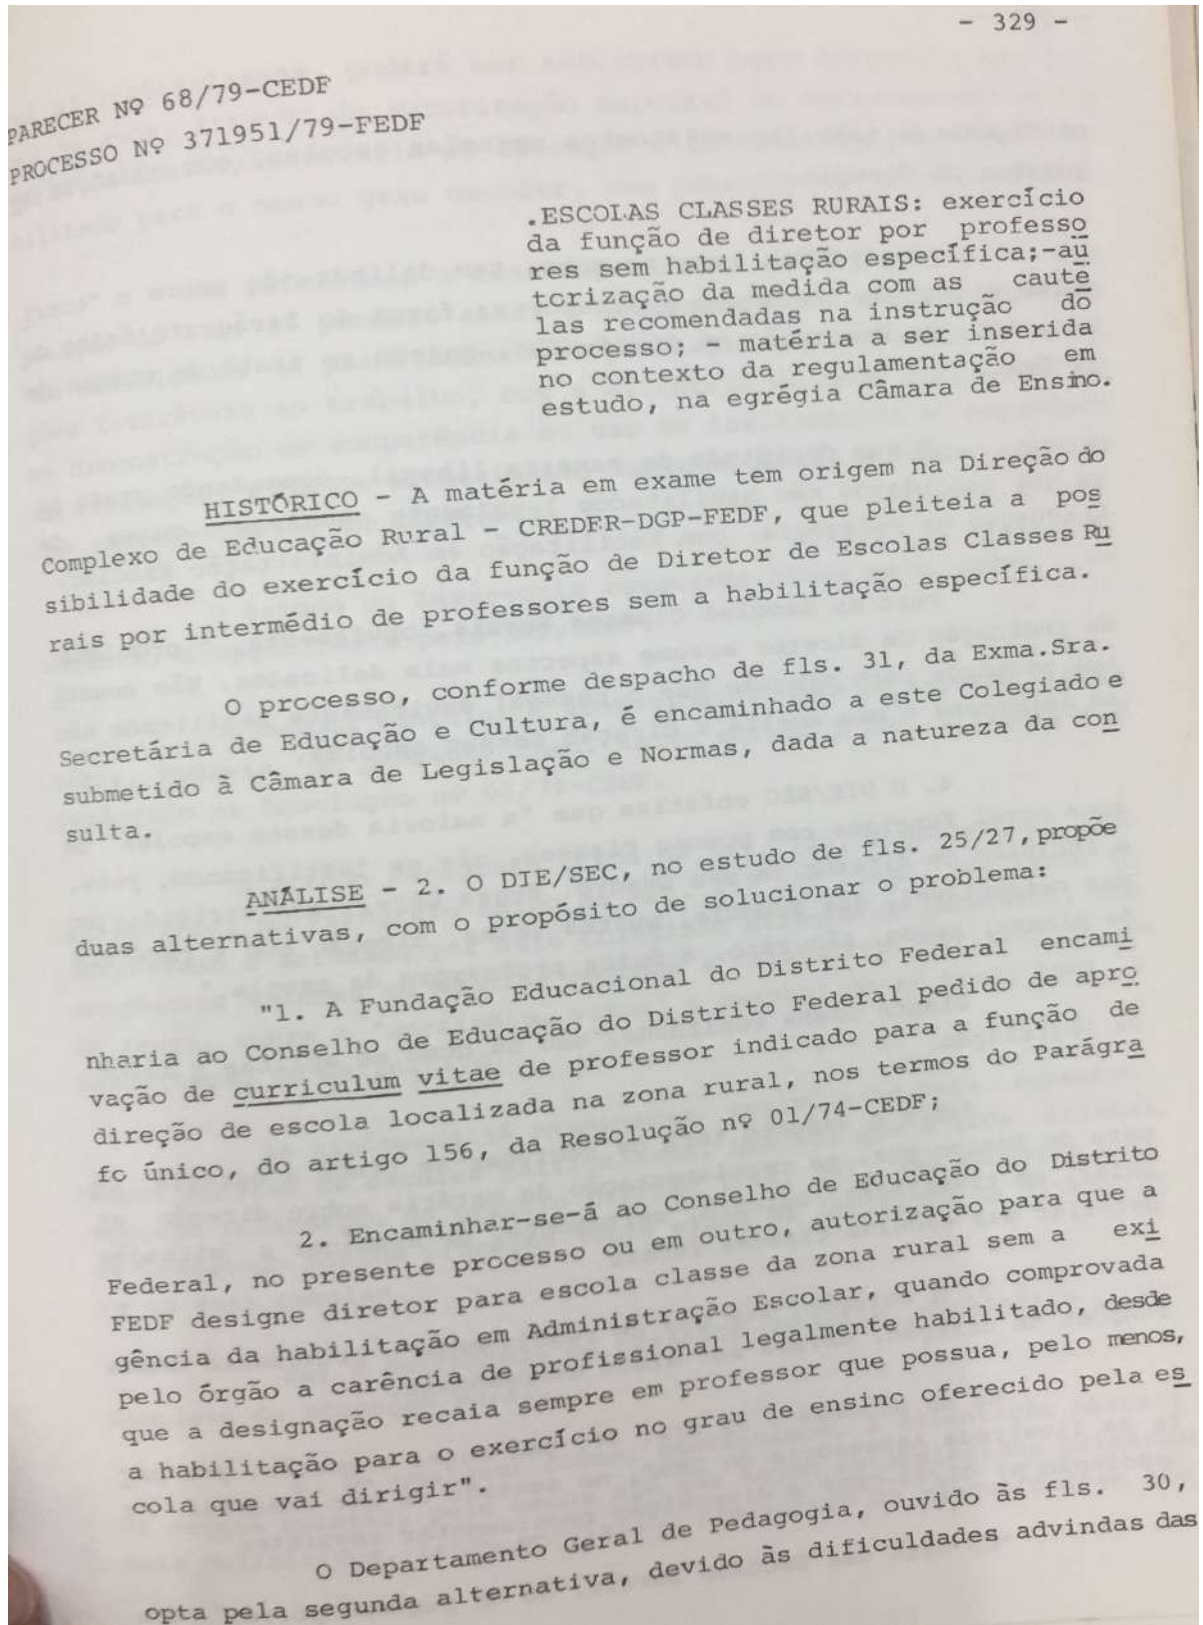 - 329 -
PARECER Nº 68/79-CEDF
PROCESSO Nº 371951/79-FEDF
.ESCOLAS CLASSES RURAIS: exercício
da função de diretor por professo
res sem habilitação específica;-au
torização da medida com as caute
las recomendadas na instrução do
processo; - matéria a ser inserida
no contexto da regulamentação em
estudo, na egrégia Câmara de Ensino.
HISTÓRICO - A matéria em exame tem origem na Direção do
Complexo de Educação Rural - CREDER-DGP-FEDF, que pleiteia a pos
sibilidade do exercício da função de Diretor de Escolas Classes Ru
rais por intermédio de professores sem a habilitação específica.
O processo, conforme despacho de fls. 31, da Exma.Sra.
Secretária de Educação e Cultura, é encaminhado a este Colegiado e
submetido à Câmara de Legislação e Normas, dada a natureza da con
sulta.
ANÁLISE - 2. O DIE/SEC, no estudo de fls. 25/27, propõe
duas alternativas, com o propósito de solucionar o problema:
"1. A Fundação Educacional do Distrito Federal encami
nharia ao Conselho de Educação do Distrito Federal pedido de apro
vação de curriculum vitae de professor indicado para a função de
direção de escola localizada na zona rural, nos termos do Parágra
fo único, do artigo 156, da Resolução nº 01/74-CEDF;
2. Encaminhar-se-á ao Conselho de Educação do Distrito
Federal, no presente processo ou em outro, autorização para que a
FEDF designe diretor para escola classe da zona rural sem a exi
gência da habilitação em Administração Escolar, quando comprovada
pelo órgão a carência de profissional legalmente habilitado, desde
que a designação recaia sempre em professor que possua, pelo menos,
a habilitação para o exercício no grau de ensino oferecido pela es
cola que vai dirigir".
O Departamento Geral de Pedagogia, ouvido às fls. 30,
opta pela segunda alternativa, devido às dificuldades advindas das